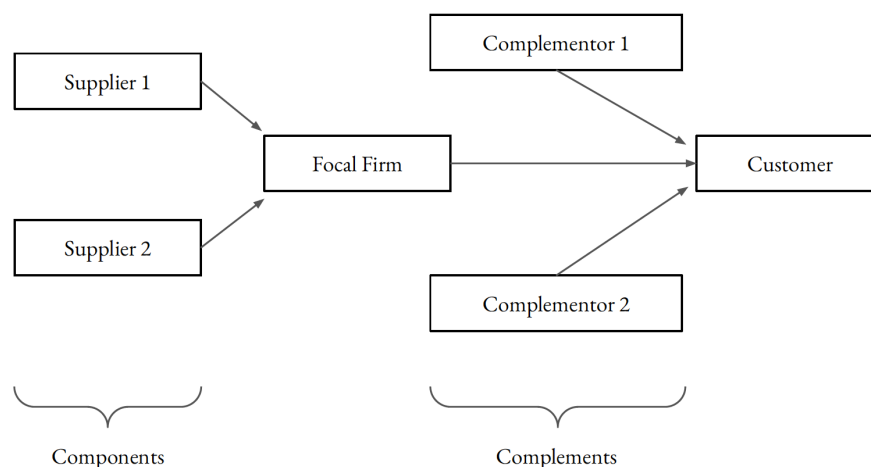 Complementor 1
Supplier 1
Focal Firm
Customer
Supplier 2
Complementor 2
Components
Complements